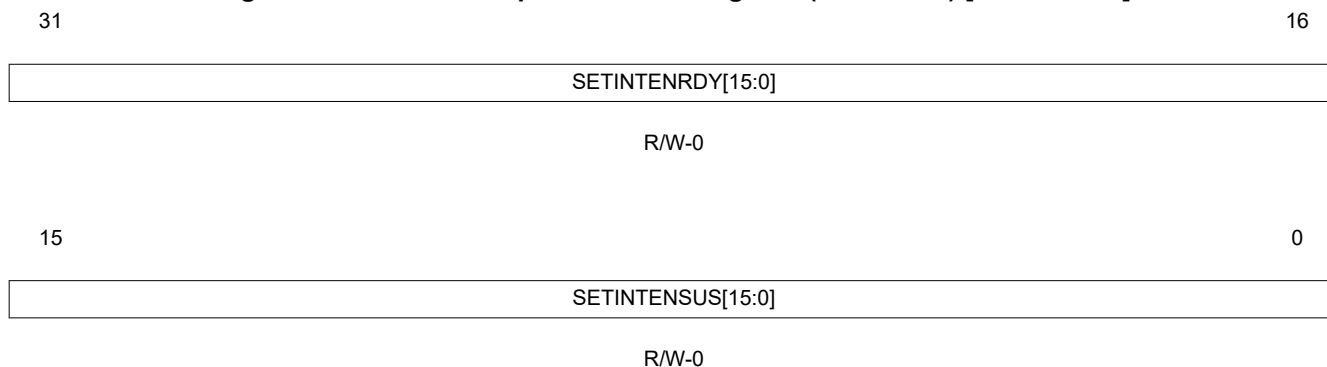 31 16
SETINTENRDY[15:0]
R/W-0
15 0
SETINTENSUS[15:0]
R/W-0